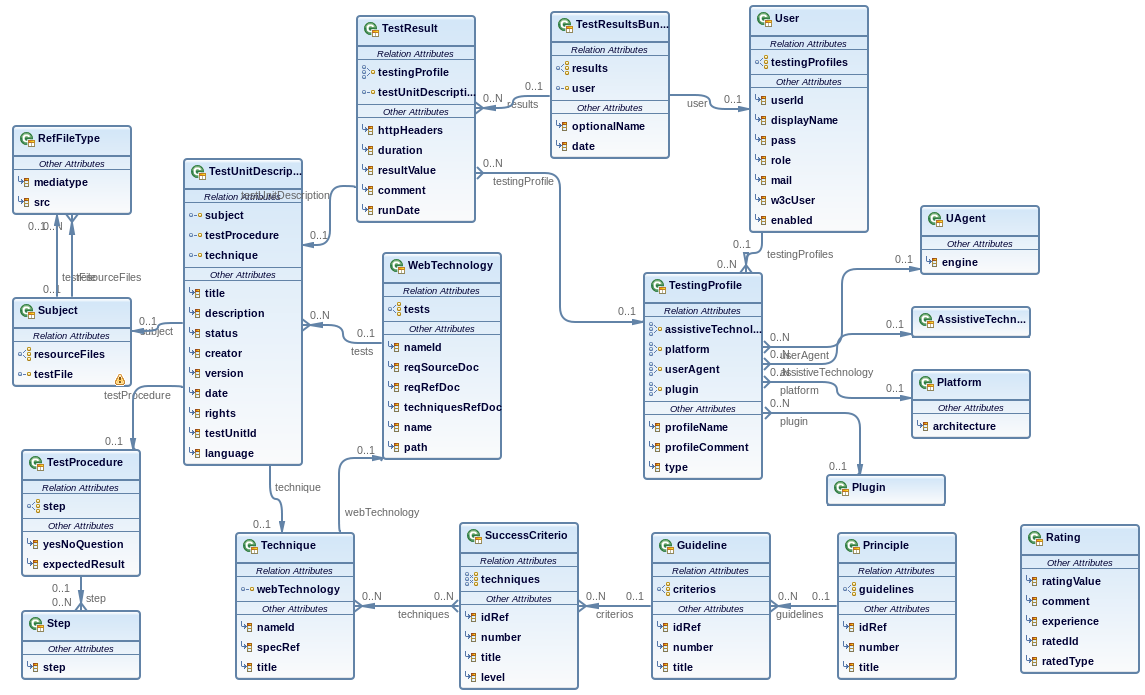 TestResult
Relation Attributes
testingProfile
testUnitDescripti...
Other Attributes
httpHeaders
duration
resultValue
comment
runDate
TestResultsBun...
Relation Attributes
results
user
Other Attributes
optionalName
date
User
Relation Attributes
testingProfiles
Other Attributes
userId
displayName
pass
role
mail
w3cUser
enabled
0..N
results
0..1
user
0..1
0..N
testingProfile
0..1
RefFileType
Other Attributes
mediatype
src
0..1
0..N
testFile
resourceFiles
0..1
Subject
Relation Attributes
resourceFiles
testFile
0..1
subject
TestUnitDescrip...
Relation Attributes
testUnitDescription
subject
testProcedure
technique
Other Attributes
title
description
status
creator
version
date
rights
testUnitId
language
0..1
0..N
0..1
tests
WebTechnology
Relation Attributes
tests
Other Attributes
nameId
reqSourceDoc
reqRefDoc
techniquesRefDoc
name
path
0..1
testingProfiles
0..N
TestingProfile
Relation Attributes
assistiveTechnol...
platform
userAgent
plugin
Other Attributes
profileName
profileComment
type
UAgent
Other Attributes
engine
0..1
AssistiveTechn...
0..1
0..N
userAgent
0..N
assistiveTechnology
0..N
platform
0..1
Platform
Other Attributes
architecture
0..N
plugin
0..1
Plugin
testProcedure
0..1
TestProcedure
Relation Attributes
step
Other Attributes
yesNoQuestion
expectedResult
0..1
step
0..N
Step
Other Attributes
step
technique
0..1
0..1
webTechnology
Technique
Relation Attributes
webTechnology
Other Attributes
nameId
specRef
title
0..N
techniques
0..N
SuccessCriterio
Relation Attributes
techniques
Other Attributes
idRef
number
title
level
0..N
criterios
0..1
Guideline
Relation Attributes
criterios
Other Attributes
idRef
number
title
0..N
guidelines
0..1
Principle
Relation Attributes
guidelines
Other Attributes
idRef
number
title
Rating
Other Attributes
ratingValue
comment
experience
ratedId
ratedType